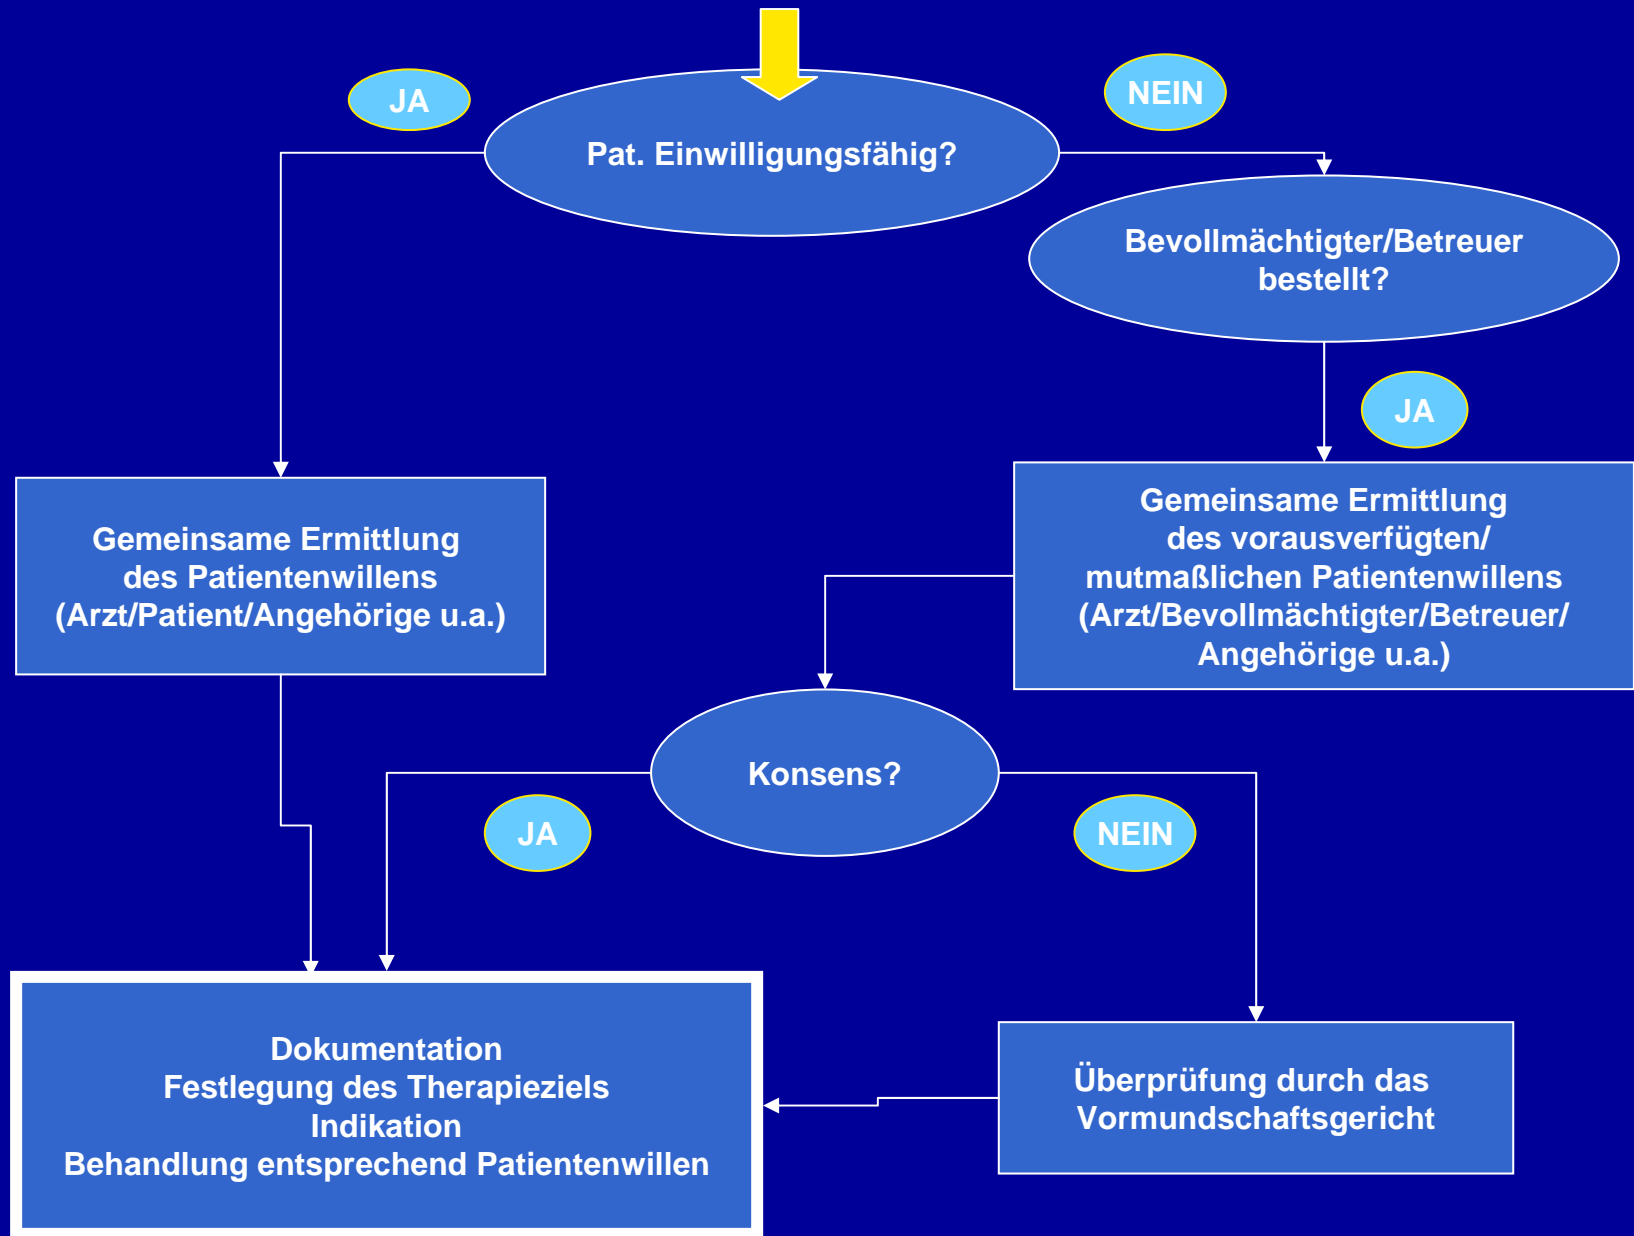 JA
NEIN
Pat. Einwilligungsfähig?
Bevollmächtigter/Betreuer
bestellt?
JA
Gemeinsame Ermittlung
des Patientenwillens
(Arzt/Patient/Angehörige u.a.)
Gemeinsame Ermittlung
des vorausverfügten/
mutmaßlichen Patientenwillens
(Arzt/Bevollmächtigter/Betreuer/
Angehörige u.a.)
Konsens?
JA
NEIN
Dokumentation
Festlegung des Therapieziels
Indikation
Behandlung entsprechend Patientenwillen
Überprüfung durch das
Vormundschaftsgericht